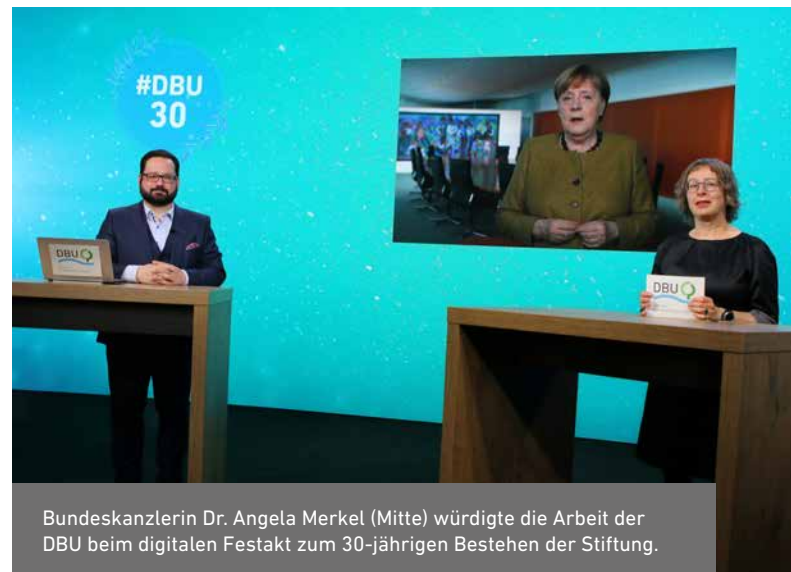 #DBU
30
DBU
DBU
Bundeskanzlerin Dr. Angela Merkel (Mitte) würdigte die Arbeit der
DBU beim digitalen Festakt zum 30-jährigen Bestehen der Stiftung.